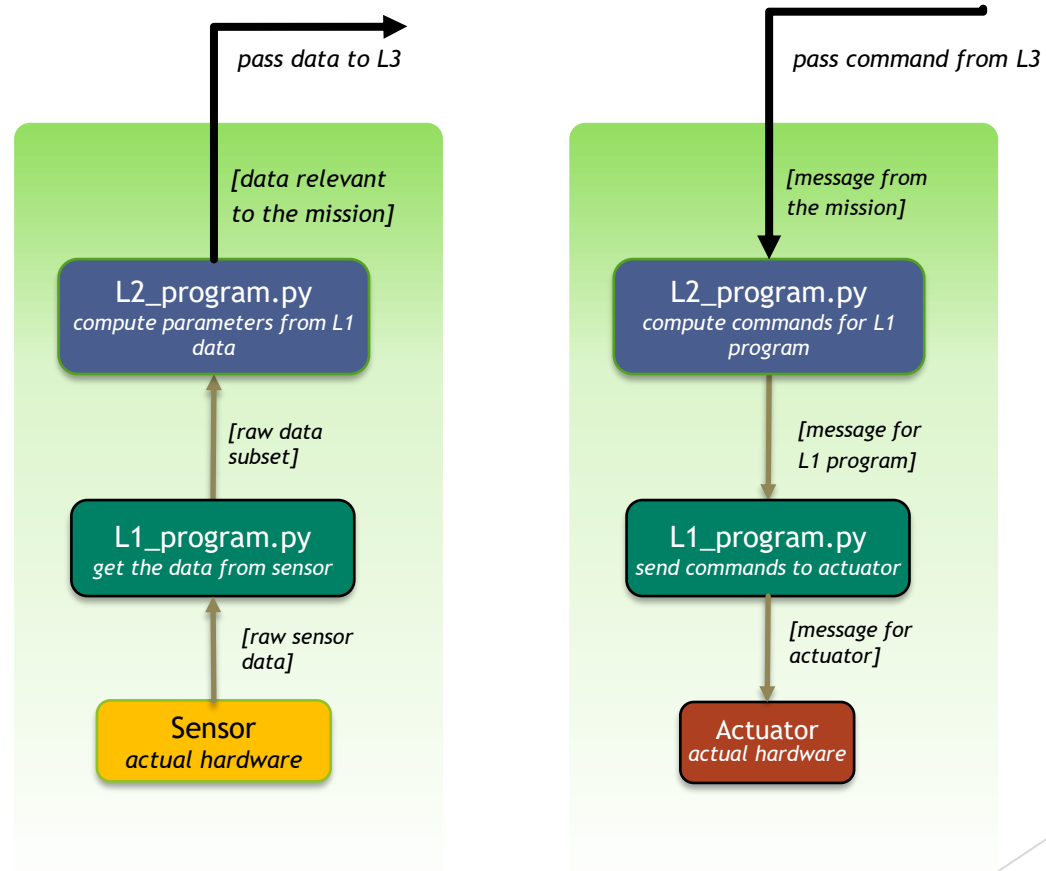 pass data to L3
[data relevant
to the mission]
L2_program.py
compute parameters from L1
data
[raw data
subset]
L1_program.py
get the data from sensor
[raw sensor
data]
Sensor
actual hardware
pass command from L3
[message from
the mission]
L2_program.py
compute commands for L1
program
[message for
L1 program]
L1_program.py
send commands to actuator
[message for
actuator]
Actuator
actual hardware